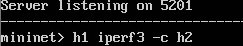 Server listening on 5201
-----------------------------------
mininet> h1 iperf3 -c h2